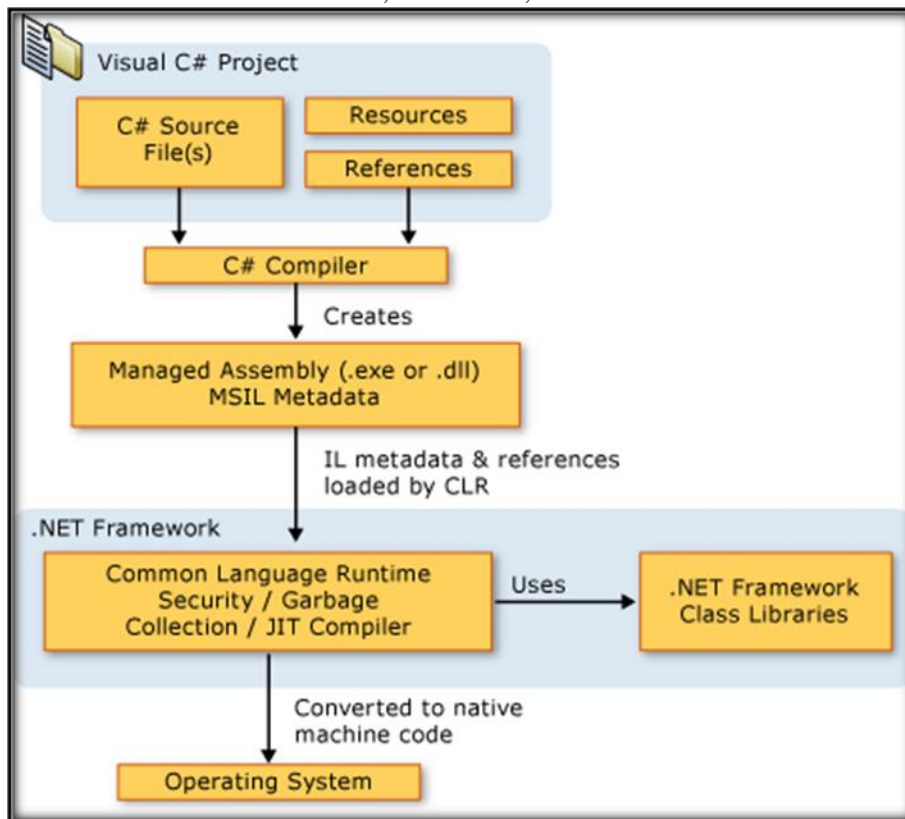 Visual C# Project
C# Source
File(s)
Resources
References
C# Compiler
Creates
Managed Assembly (.exe or .dll)
MSIL Metadata
IL metadata & references
loaded by CLR
.NET Framework
Common Language Runtime
Security / Garbage
Collection / JIT Compiler
Uses
.NET Framework
Class Libraries
Converted to native
machine code
Operating System